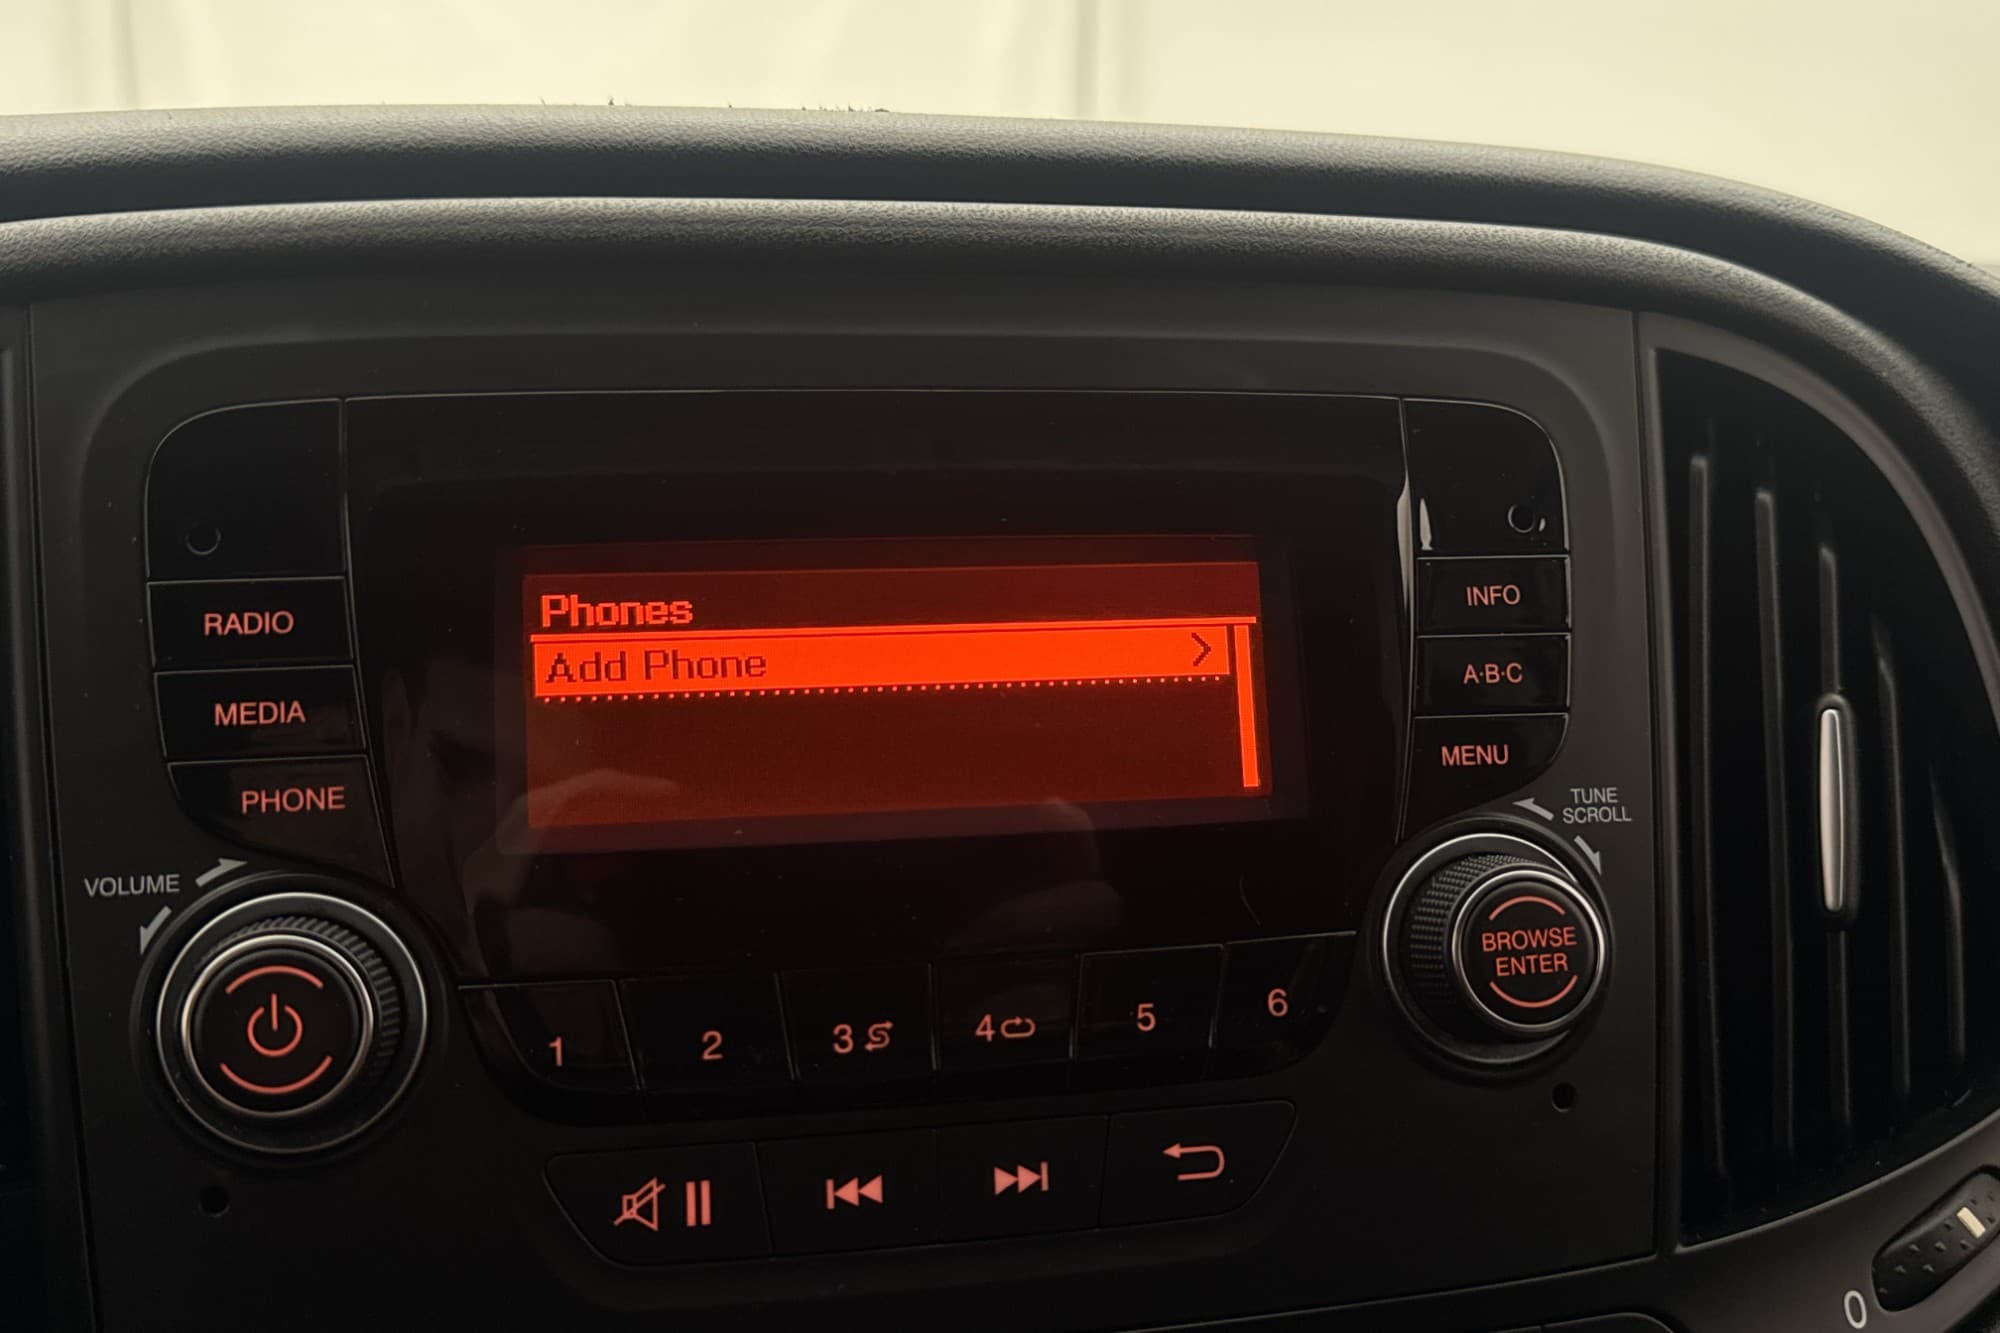 Phones
Add Phone
RADIO
MEDIA
PHONE
VOLUME
INFO
A·B·C
MENU
TUNE
SCROLL
BROWSE
ENTER
1
2
3
4
5
6
0